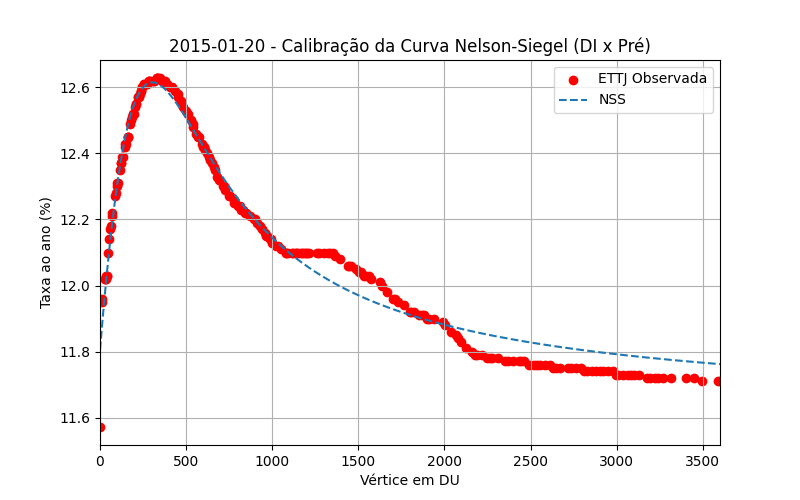 2015-01-20 - Calibração da Curva Nelson-Siegel (DI x Pré)
ETTJ Observada
NSS
Taxa ao ano (%)
12.6
12.4
12.2
12.0
11.8
11.6
0 500 1000 1500 2000 2500 3000 3500
Vértice em DU